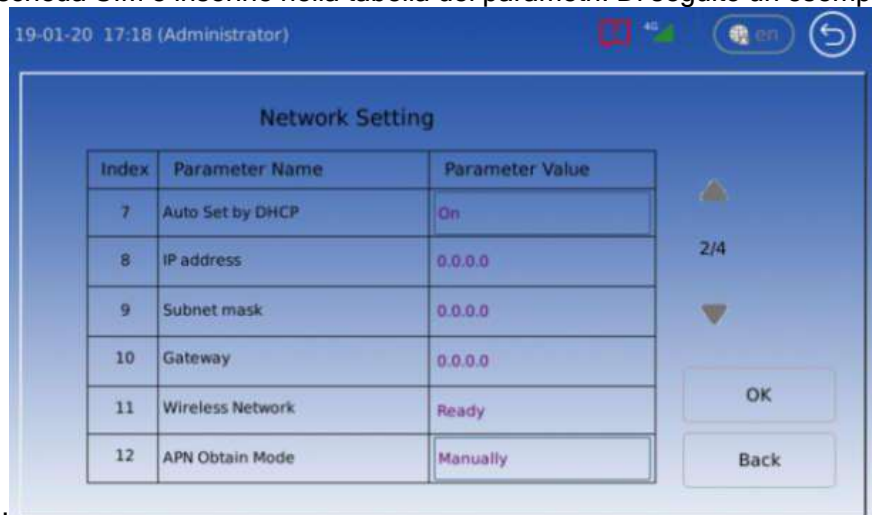 19-01-20 17:18 (Administrator) 4G en
Network Setting
Index Parameter Name Parameter Value
7 Auto Set by DHCP On
8 IP address 0.0.0.0
2/4
9 Subnet mask 0.0.0.0
10 Gateway 0.0.0.0
11 Wireless Network Ready
OK
12 APN Obtain Mode Manually
Back
.